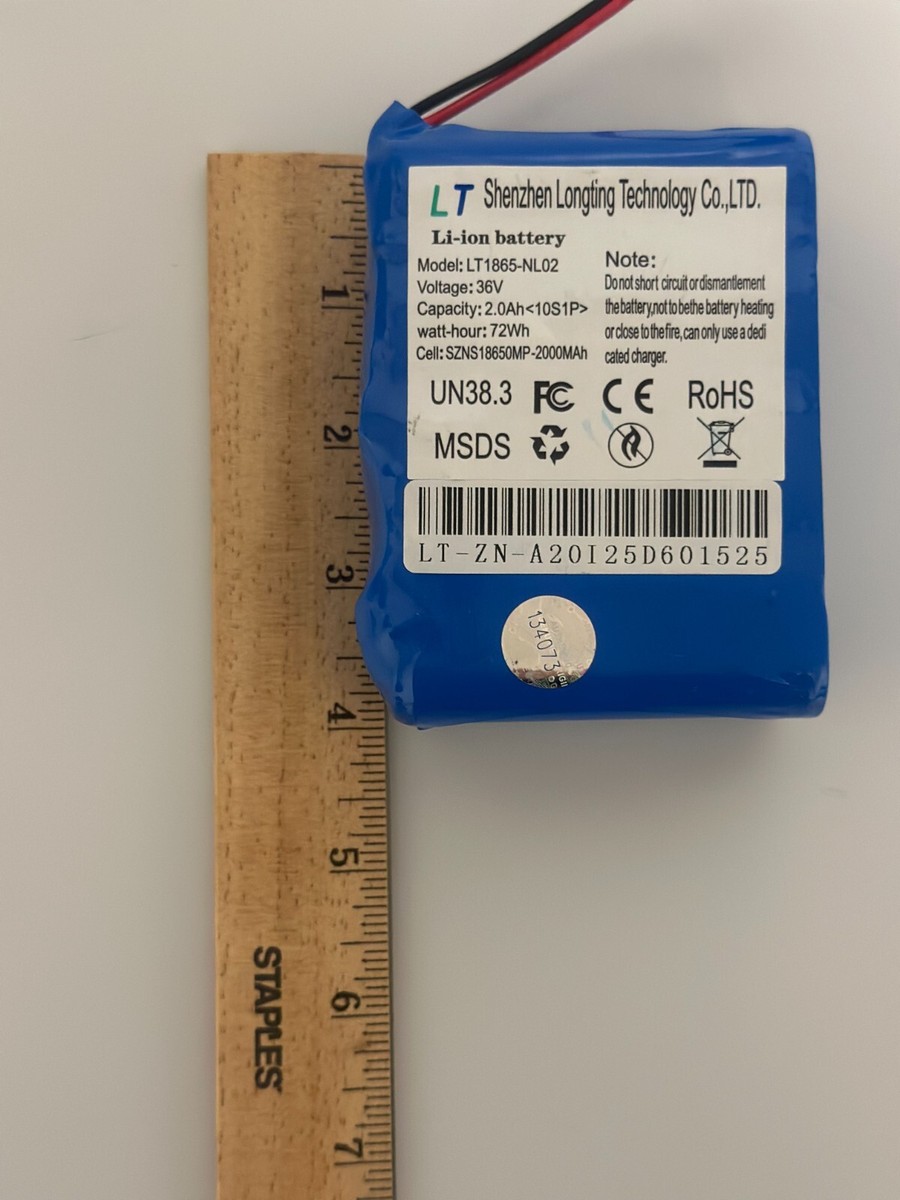 LT Shenzhen Longting Technology Co.,LTD.
Li-ion battery
Model: LT1865-NL02
Voltage: 36V
Capacity: 2.0Ah<10S1P>
watt-hour: 72Wh
Cell: SZNS18650MP-2000MAh
Note:
Do not short circuit or dismantlement
the battery,not to bethe battery heating
or close to the fire, can only use a dedi
cated charger.
UN38.3 FC CE RoHS
MSDS
LT-ZN-A20I25D601525
134073
1
2
3
4
5
6
7
STAPLES